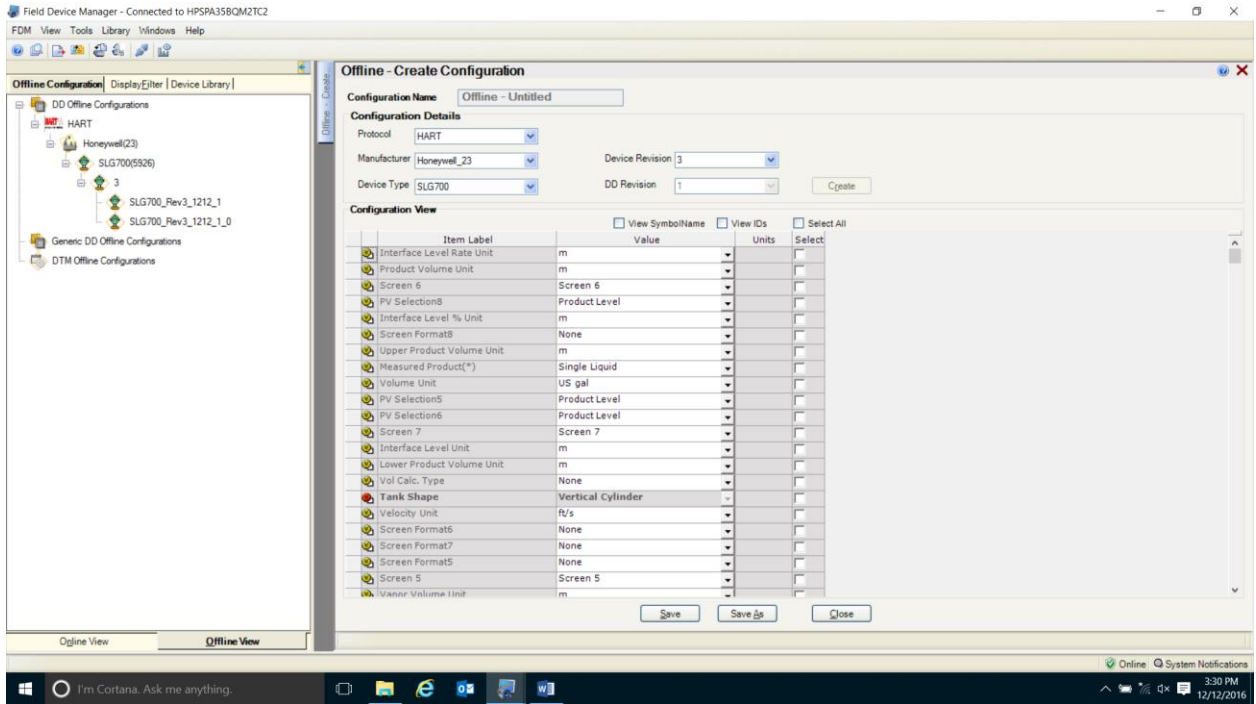 Field Device Manager - Connected to HPSPA35BQM2TC2
FDM View Tools Library Windows Help
Offline Configuration DisplayFilter Device Library
DD Offline Configurations
HART
Honeywell(23)
SLG700(5926)
3
SLG700_Rev3_1212_1
SLG700_Rev3_1212_1_0
Generic DD Offline Configurations
DTM Offline Configurations
Online View Offline View
Offline - Create...
Offline - Create Configuration
Configuration Name Offline - Untitled
Configuration Details
Protocol HART
Manufacturer Honeywell_23 Device Revision 3
Device Type SLG700 DD Revision 1 Create
Configuration View
View SymbolName View IDs Select All
Item Label Value Units Select
Interface Level Rate Unit m
Product Volume Unit m
Screen 6 Screen 6
PV Selection8 Product Level
Interface Level % Unit m
Screen Format8 None
Upper Product Volume Unit m
Measured Product(*) Single Liquid
Volume Unit US gal
PV Selection5 Product Level
PV Selection6 Product Level
Screen 7 Screen 7
Interface Level Unit m
Lower Product Volume Unit m
Vol Calc. Type None
Tank Shape Vertical Cylinder
Velocity Unit ft/s
Screen Format6 None
Screen Format7 None
Screen Format5 None
Screen 5 Screen 5
Vapor Volume Unit m
Save Save As Close
Online System Notifications
I'm Cortana. Ask me anything.
3:30 PM
12/12/2016